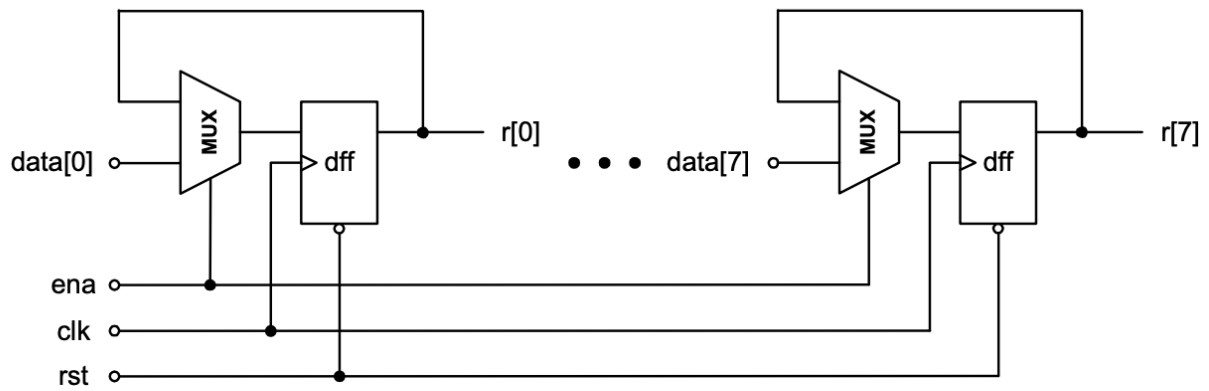 MUX
dff
r[0]
data[0]
MUX
dff
r[7]
data[7]
ena
clk
rst